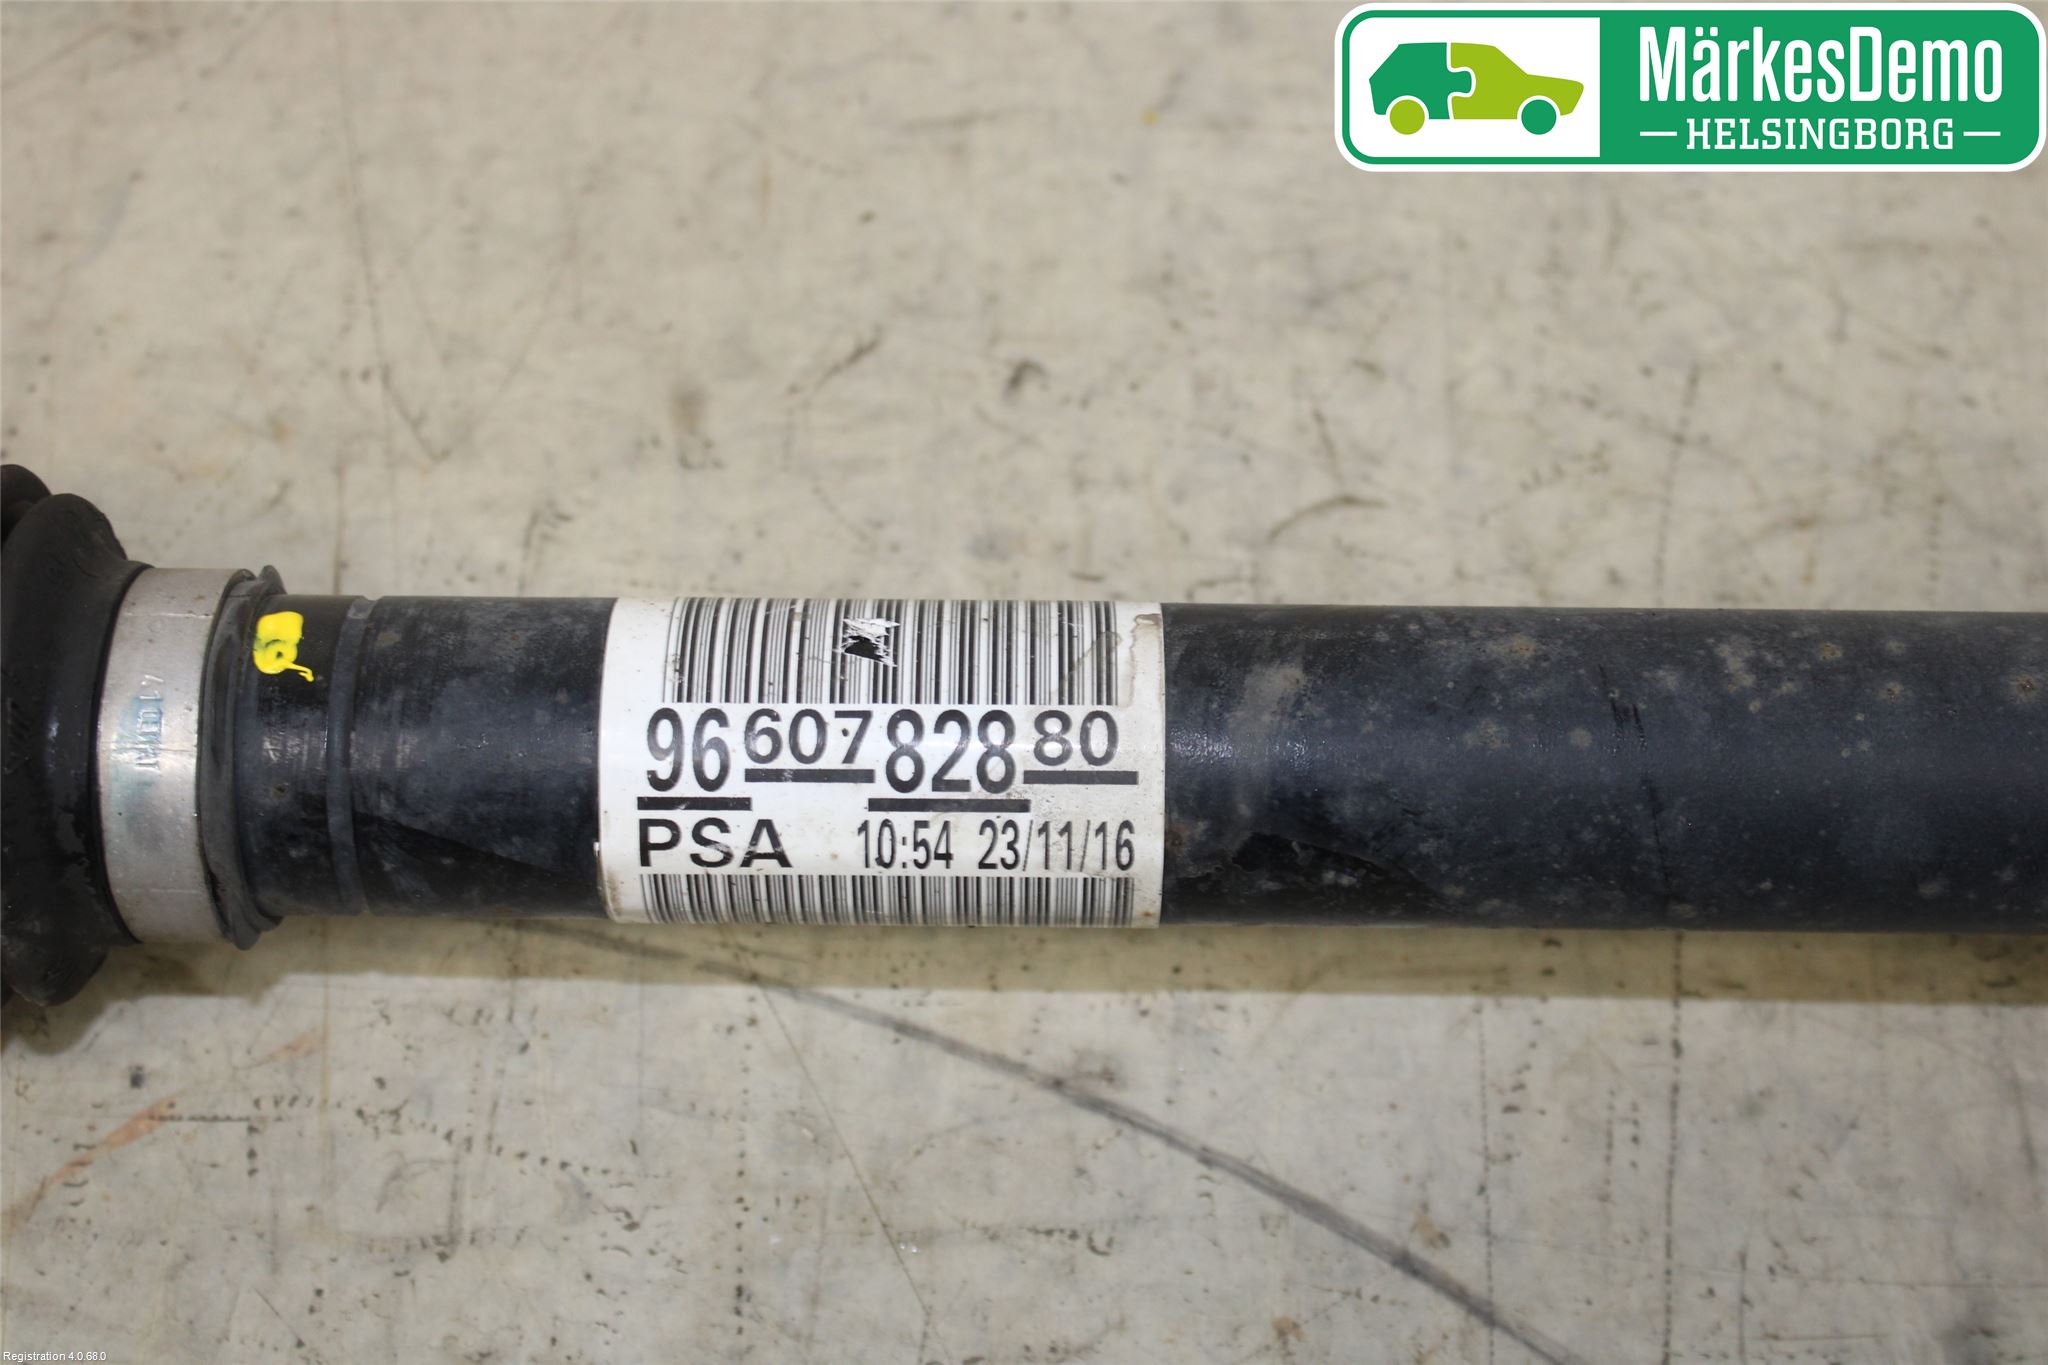 MärkesDemo
HELSINGBORG
96 607 828 80
PSA 10:54 23/11/16
Registration 4.0.68.0